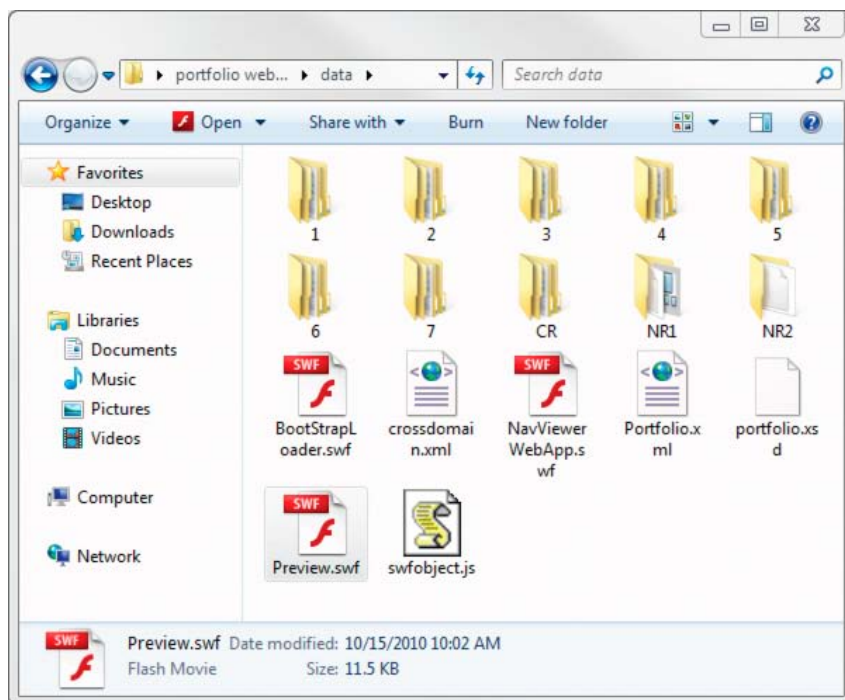 portfolio web... data Search data
Organize Open Share with Burn New folder
Favorites
Desktop
Downloads
Recent Places
Libraries
Documents
Music
Pictures
Videos
Computer
Network
1 2 3 4 5
6 7 CR NR1 NR2
SWF SWF
BootStrapL crossdomai NavViewer Portfolio.x portfolio.xs
oader.swf n.xml WebApp.s ml d
wf
SWF
Preview.swf swfobject.js
SWF
Preview.swf Date modified: 10/15/2010 10:02 AM
Flash Movie Size: 11.5 KB